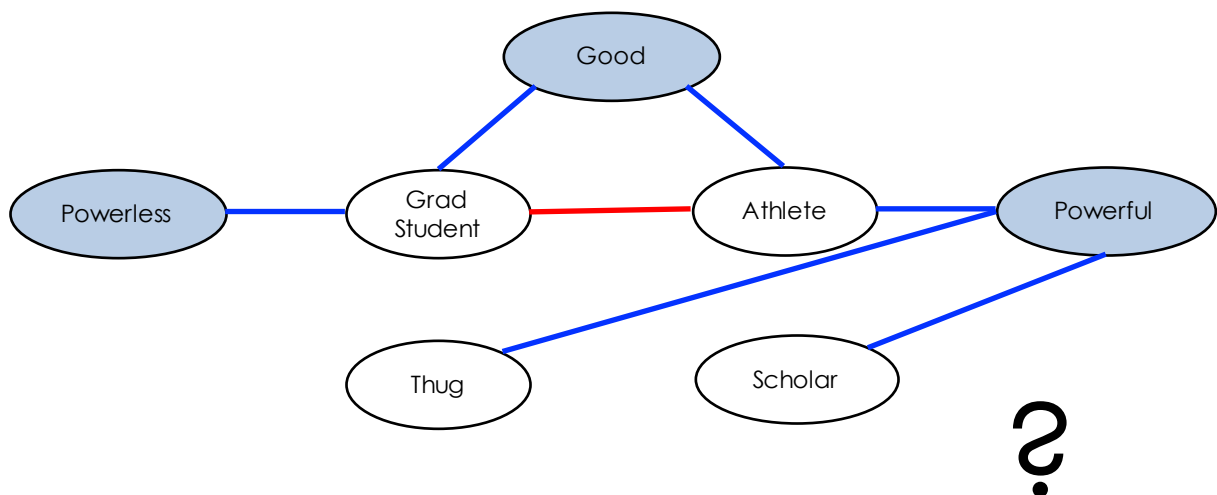 Good
Powerless
Grad
Student
Athlete
Powerful
Thug
Scholar
?